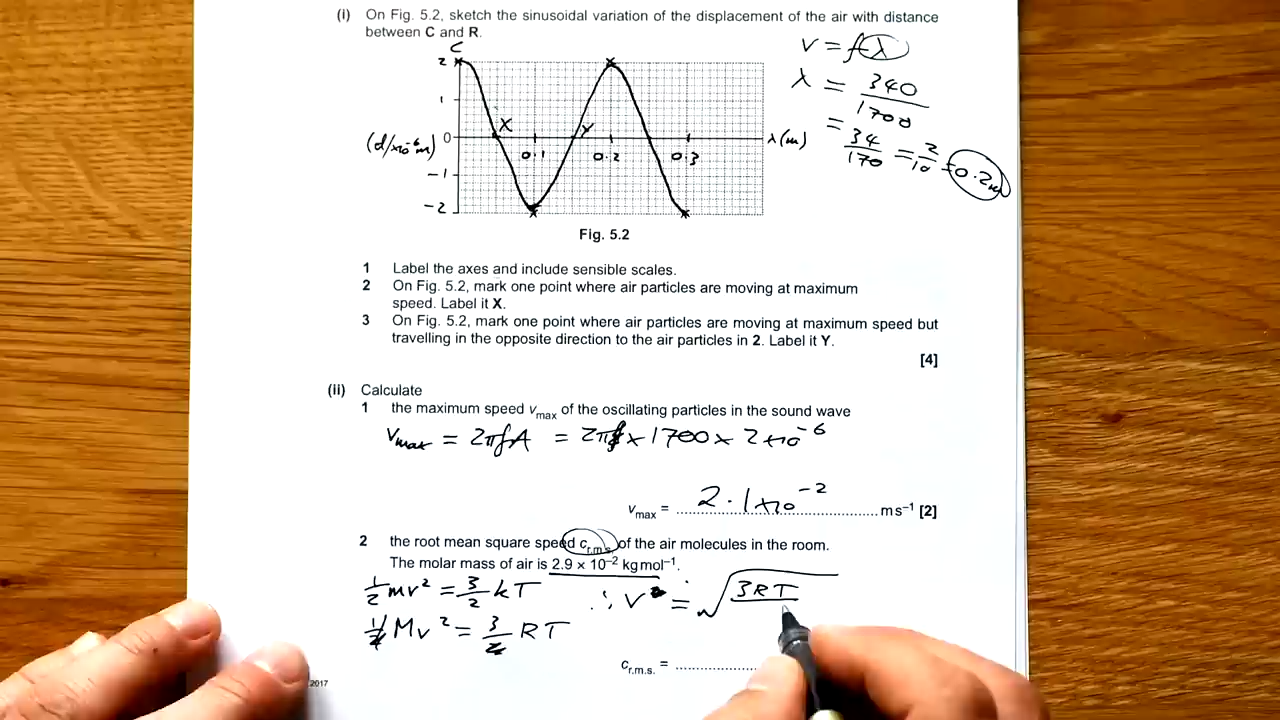 (i) On Fig. 5.2, sketch the sinusoidal variation of the displacement of the air with distance
between C and R.
C
2
1
0
-1
-2
(d/×10⁻⁶m)
X
Y
0.1
0.2
0.3
λ(m)
v = fλ
λ = 340/1700
= 34/170 = 2/10 = 0.2m
Fig. 5.2
1 Label the axes and include sensible scales.
2 On Fig. 5.2, mark one point where air particles are moving at maximum
speed. Label it X.
3 On Fig. 5.2, mark one point where air particles are moving at maximum speed but
travelling in the opposite direction to the air particles in 2. Label it Y.
[4]
(ii) Calculate
1 the maximum speed vmax of the oscillating particles in the sound wave
Vmax = 2πfA = 2π × 1700 × 2×10⁻⁶
vmax = 2.1×10⁻² m s⁻¹ [2]
2 the root mean square speed cr.m.s. of the air molecules in the room.
The molar mass of air is 2.9 × 10⁻² kg mol⁻¹.
½mv² = 3/2 kT ∴ v = √3RT
½Mv² = 3/2 RT
cr.m.s. = ..............
2017